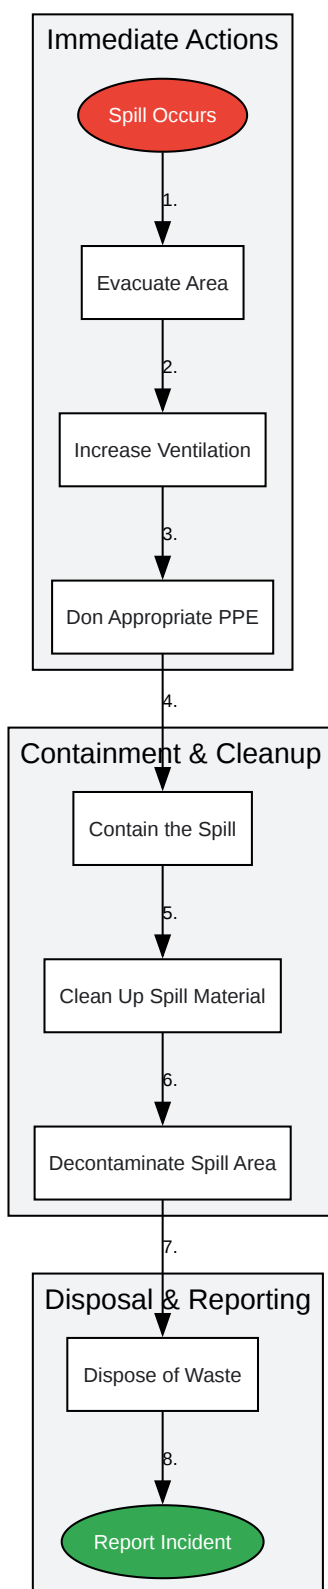 Immediate Actions
Spill Occurs
1.
Evacuate Area
2.
Increase Ventilation
3.
Don Appropriate PPE
4.
Containment & Cleanup
Contain the Spill
5.
Clean Up Spill Material
6.
Decontaminate Spill Area
7.
Disposal & Reporting
Dispose of Waste
8.
Report Incident